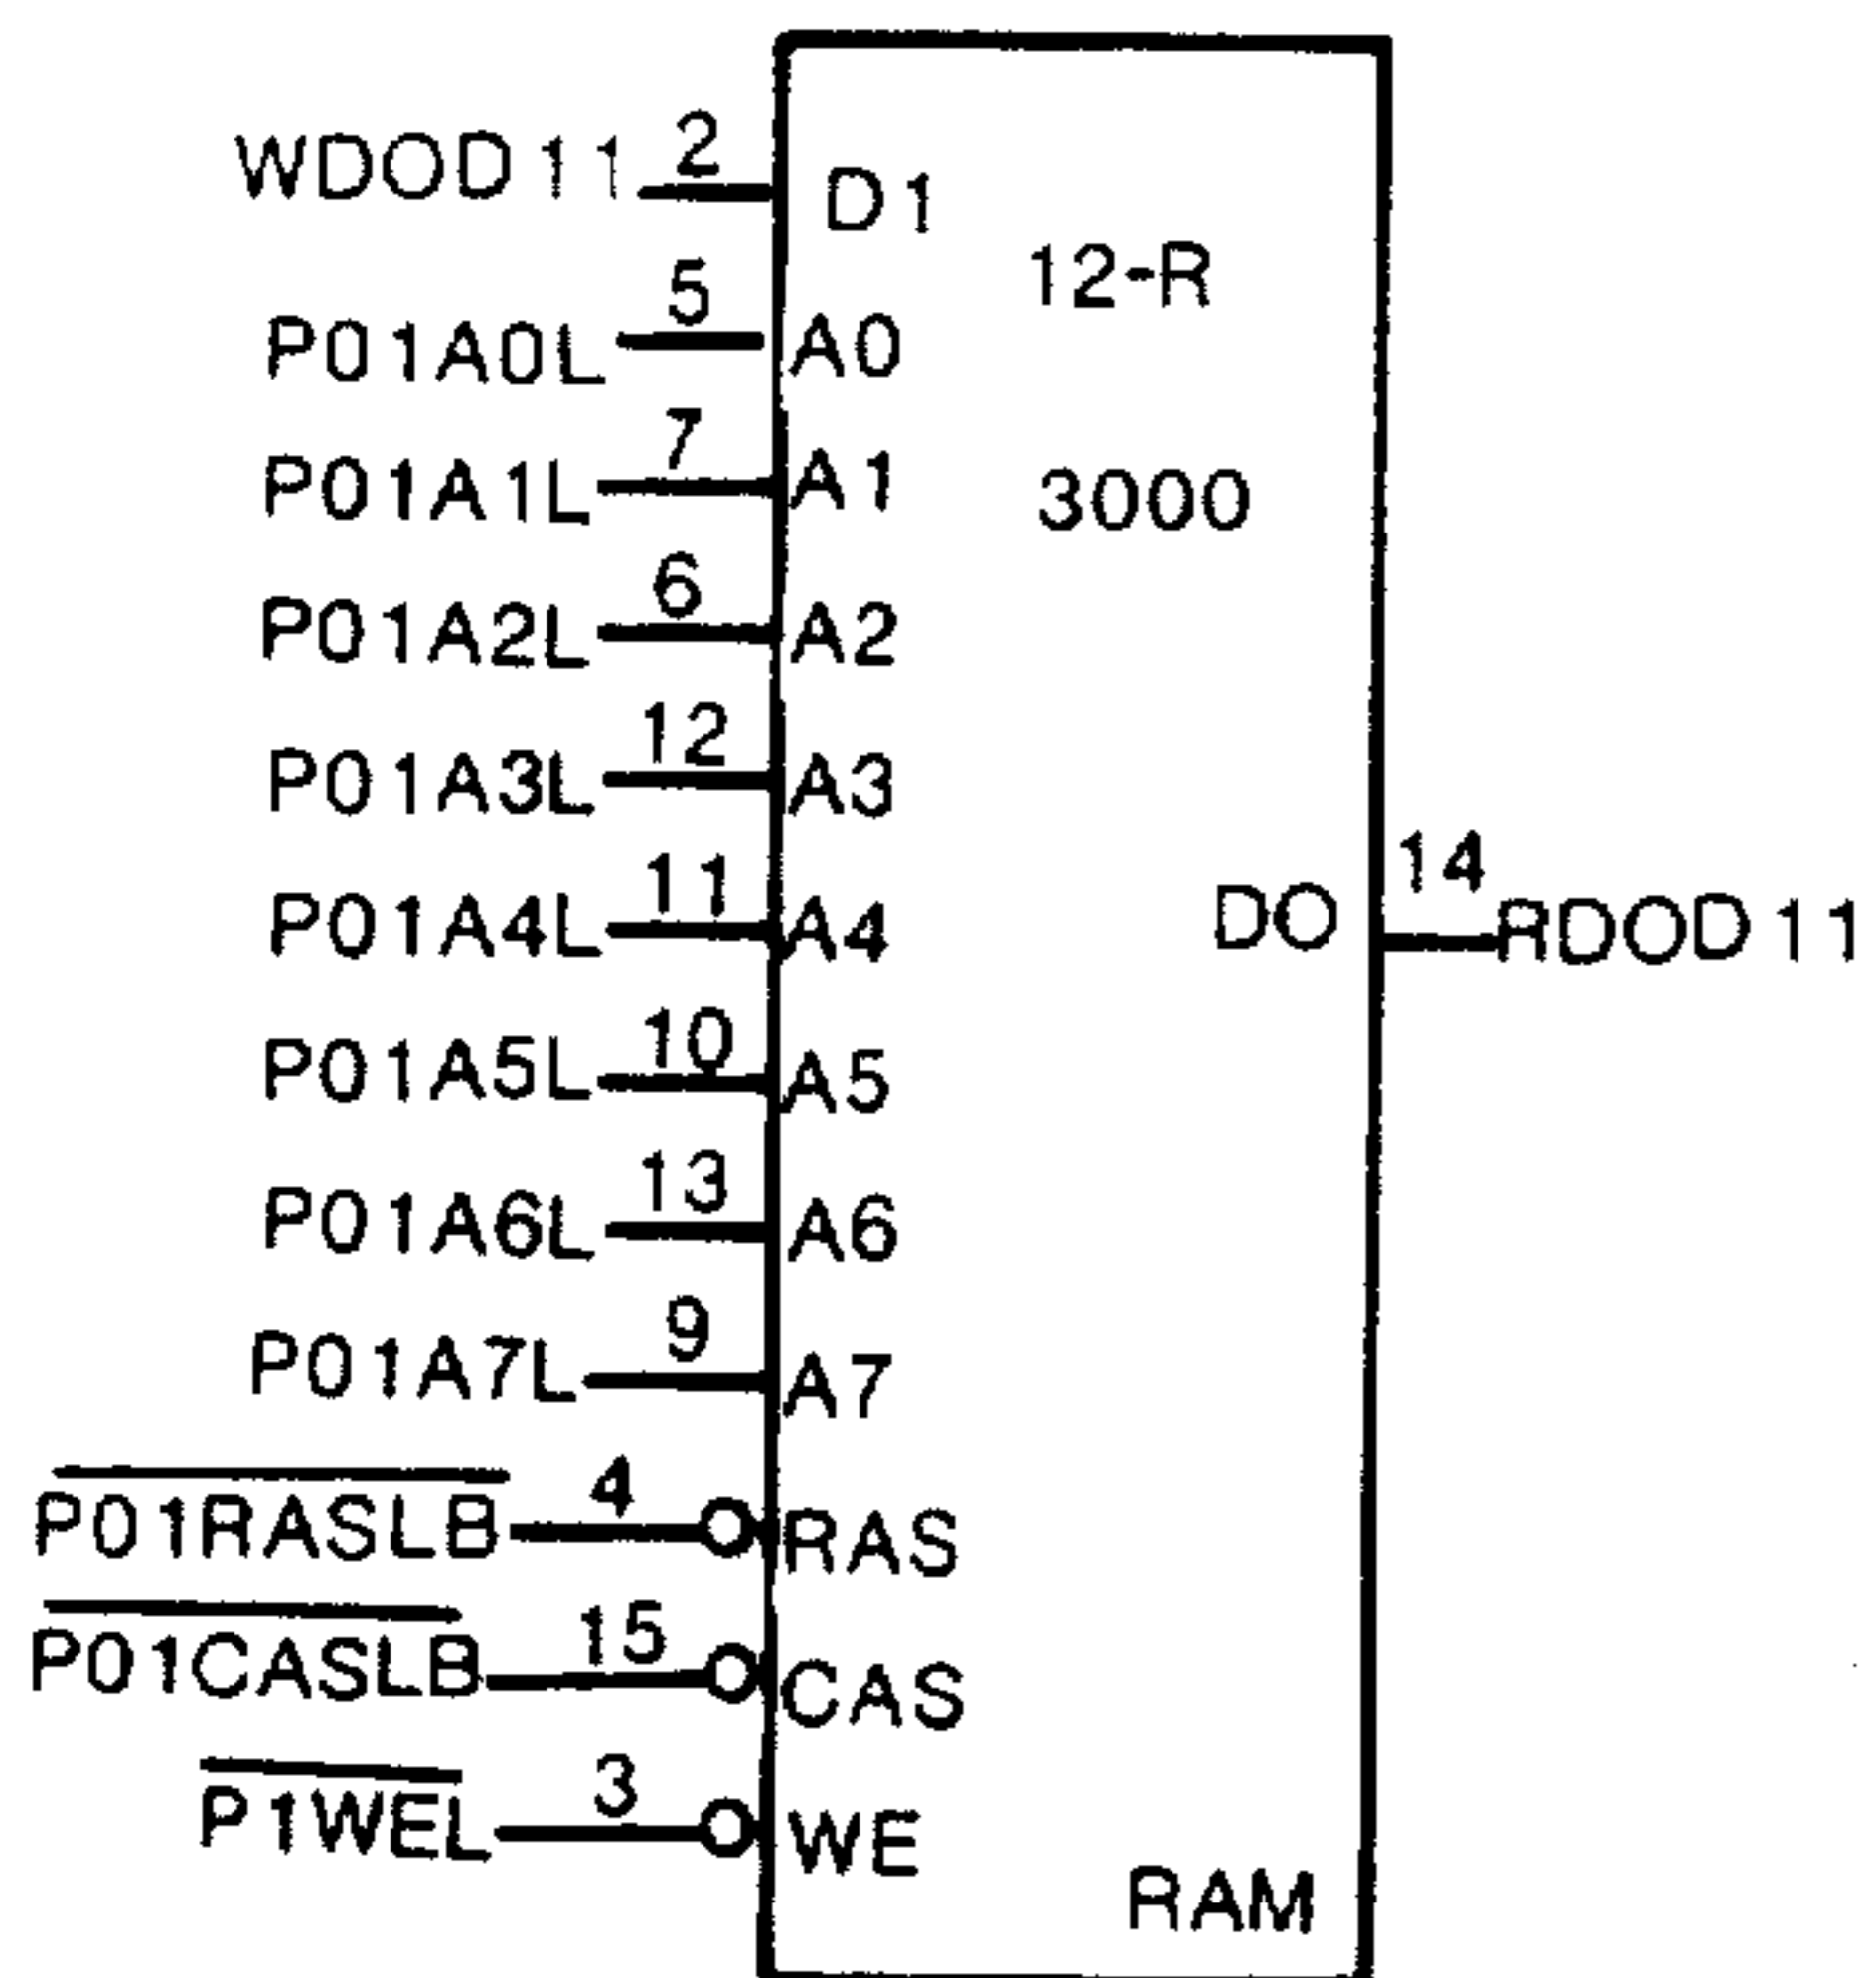 WDOD11 2 D1
12-R
P01A0L 5 A0
P01A1L 7 A1 3000
P01A2L 6 A2
P01A3L 12 A3
P01A4L 11 A4 DO 14 RDOD11
P01A5L 10 A5
P01A6L 13 A6
P01A7L 9 A7
P01RASLB 4 RAS
P01CASLB 15 CAS
P1WEL 3 WE
RAM